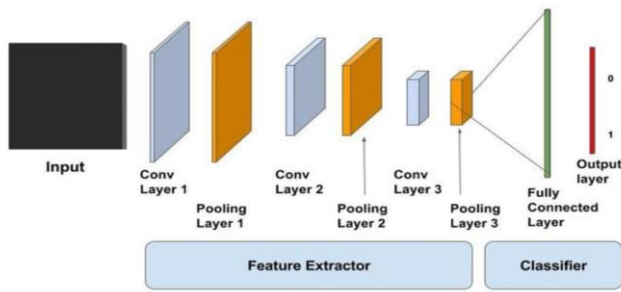 Input
Conv
Layer 1
Pooling
Layer 1
Conv
Layer 2
Pooling
Layer 2
Conv
Layer 3
Pooling
Layer 3
Fully
Connected
Layer
0
1
Output
layer
Feature Extractor
Classifier